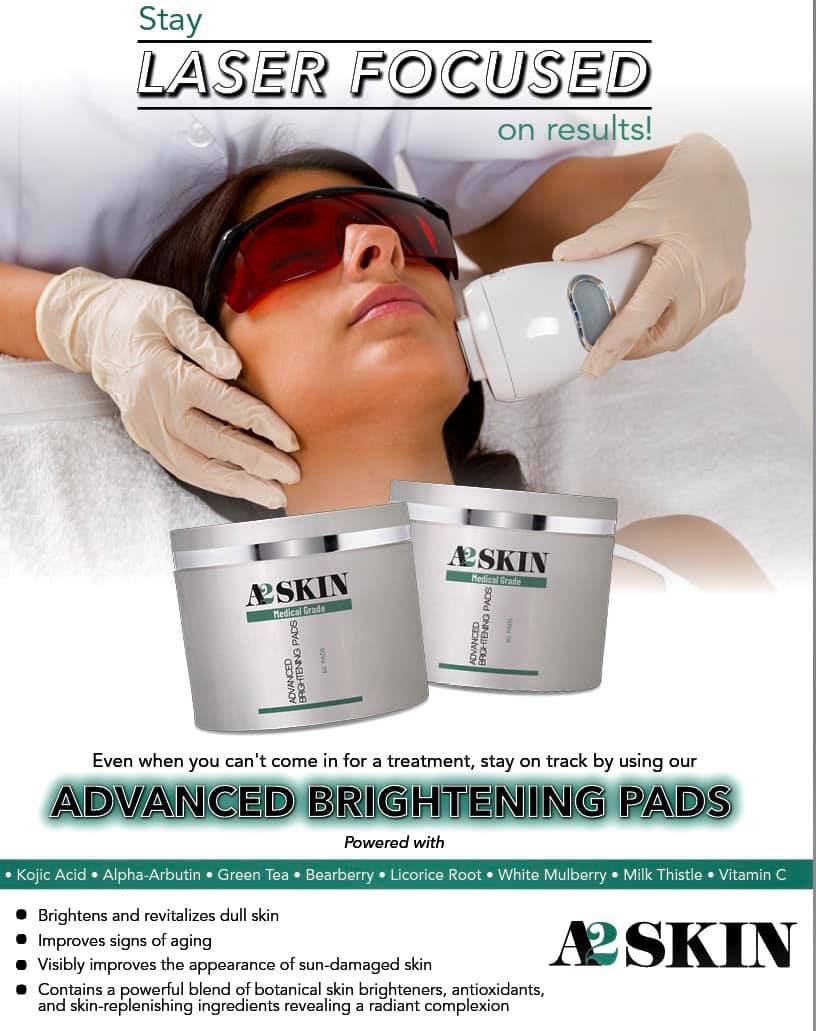 Stay
LASER FOCUSED
on results!
A2SKIN
Medical Grade
ADVANCED
BRIGHTENING PADS
60 PADS
A2SKIN
Medical Grade
ADVANCED
BRIGHTENING PADS
60 PADS
Even when you can't come in for a treatment, stay on track by using our
ADVANCED BRIGHTENING PADS
Powered with
• Kojic Acid • Alpha-Arbutin • Green Tea • Bearberry • Licorice Root • White Mulberry • Milk Thistle • Vitamin C
• Brightens and revitalizes dull skin
• Improves signs of aging
• Visibly improves the appearance of sun-damaged skin
• Contains a powerful blend of botanical skin brighteners, antioxidants,
and skin-replenishing ingredients revealing a radiant complexion
A2SKIN